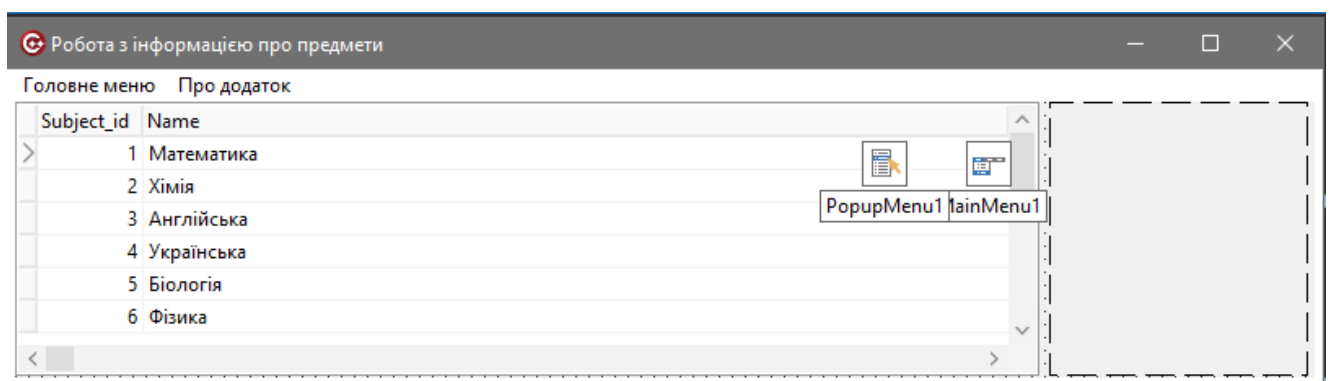 Робота з інформацією про предмети
Головне меню Про додаток
Subject_id Name
1 Математика
2 Хімія
3 Англійська
4 Українська
5 Біологія
6 Фізика
PopupMenu1 lainMenu1